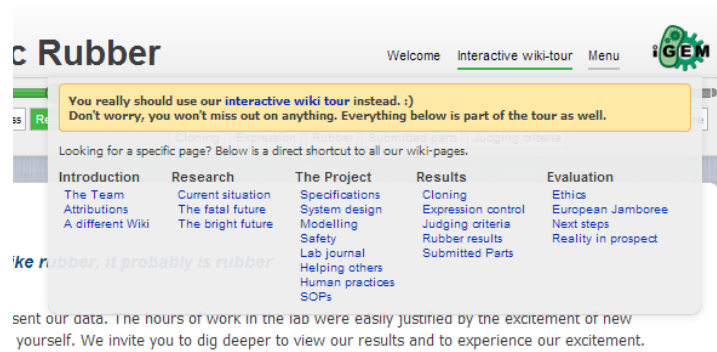 c Rubber
Welcome Interactive wiki-tour Menu
iGEM
You really should use our interactive wiki tour instead. :)
Don't worry, you won't miss out on anything. Everything below is part of the tour as well.
Cloning Expression Rubber Submitted parts Judging criteria
Looking for a specific page? Below is a direct shortcut to all our wiki-pages.
Introduction Research The Project Results Evaluation
The Team Current situation Specifications Cloning Ethics
Attributions The fatal future System design Expression control European Jamboree
A different Wiki The bright future Modelling Judging criteria Next steps
Safety Rubber results Reality in prospect
Lab journal Submitted Parts
Helping others
Human practices
SOPs
ike rubber, it probably is rubber
sent our data. The hours of work in the lab were easily justified by the excitement of new
yourself. We invite you to dig deeper to view our results and to experience our excitement.